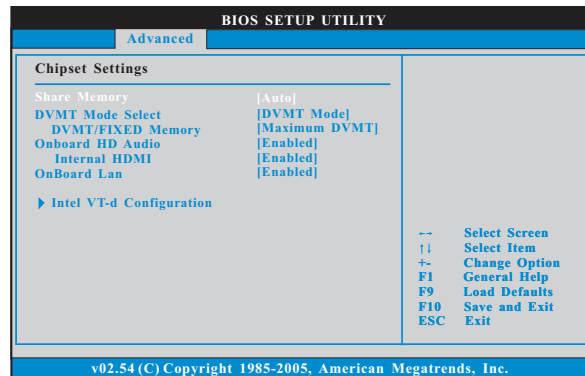 BIOS SETUP UTILITY
Advanced
Chipset Settings
Share Memory [Auto]
DVMT Mode Select [DVMT Mode]
DVMT/FIXED Memory [Maximum DVMT]
Onboard HD Audio [Enabled]
Internal HDMI [Enabled]
OnBoard Lan [Enabled]
Intel VT-d Configuration
←→ Select Screen
↑↓ Select Item
+- Change Option
F1 General Help
F9 Load Defaults
F10 Save and Exit
ESC Exit
v02.54 (C) Copyright 1985-2005, American Megatrends, Inc.